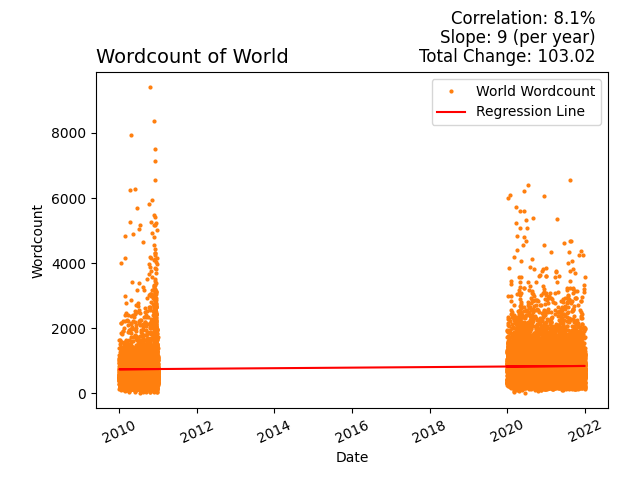 Correlation: 8.1%
Slope: 9 (per year)
Wordcount of World
Total Change: 103.02
World Wordcount
Regression Line
Wordcount
8000
6000
4000
2000
0
2010
2012
2014
2016
2018
2020
2022
Date